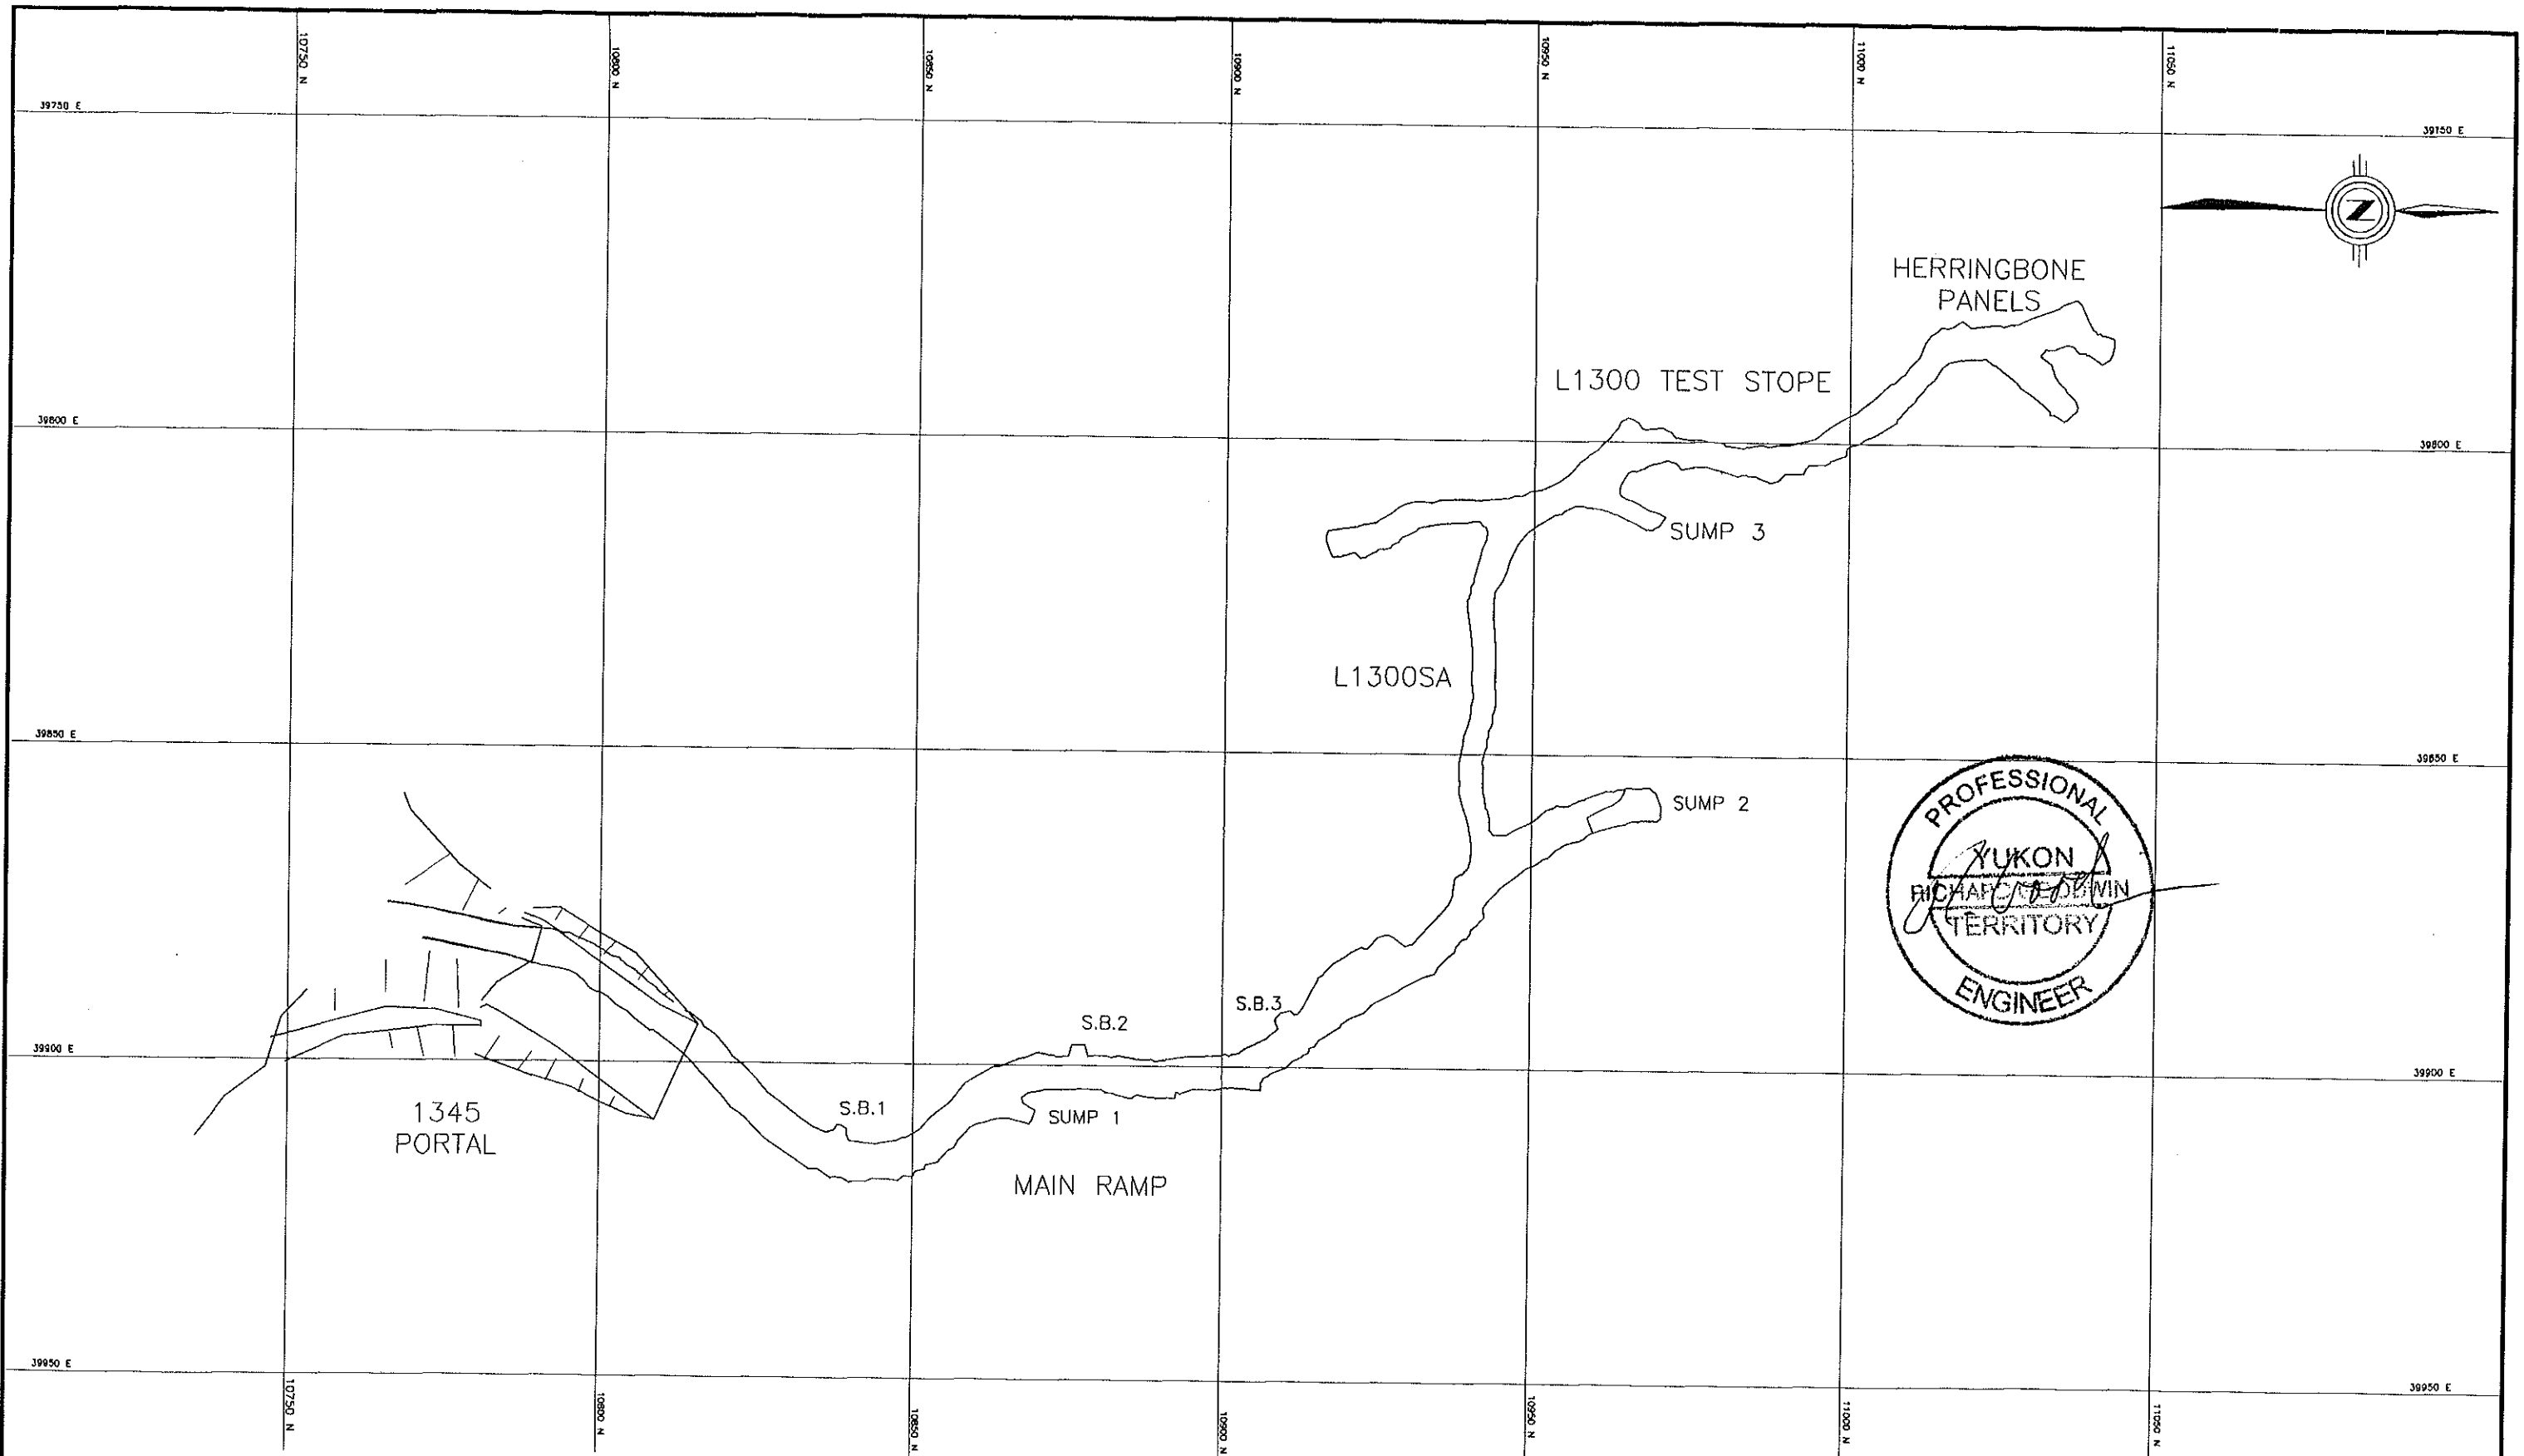 10750 N
10800 N
10850 N
10900 N
10950 N
11000 N
11050 N
39750 E
39750 E
N
HERRINGBONE
PANELS
L1300 TEST STOPE
39800 E
39800 E
SUMP 3
L1300SA
39850 E
39850 E
SUMP 2
PROFESSIONAL
YUKON
TERRITORY
ENGINEER
S.B.3
S.B.2
39900 E
39900 E
S.B.1
SUMP 1
1345
PORTAL
MAIN RAMP
39950 E
39950 E
10750 N
10800 N
10850 N
10900 N
10950 N
11000 N
11050 N